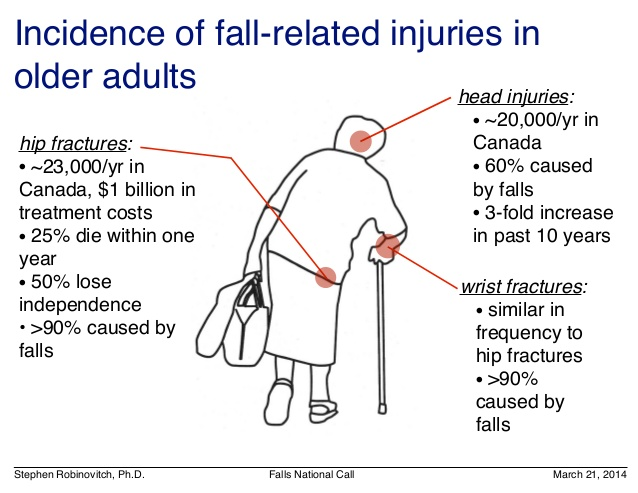 Incidence of fall-related injuries in
older adults
hip fractures:
• ~23,000/yr in
Canada, $1 billion in
treatment costs
• 25% die within one
year
• 50% lose
independence
• >90% caused by
falls
head injuries:
• ~20,000/yr in
Canada
• 60% caused
by falls
• 3-fold increase
in past 10 years
wrist fractures:
• similar in
frequency to
hip fractures
• >90%
caused by
falls
Stephen Robinovitch, Ph.D.
Falls National Call
March 21, 2014